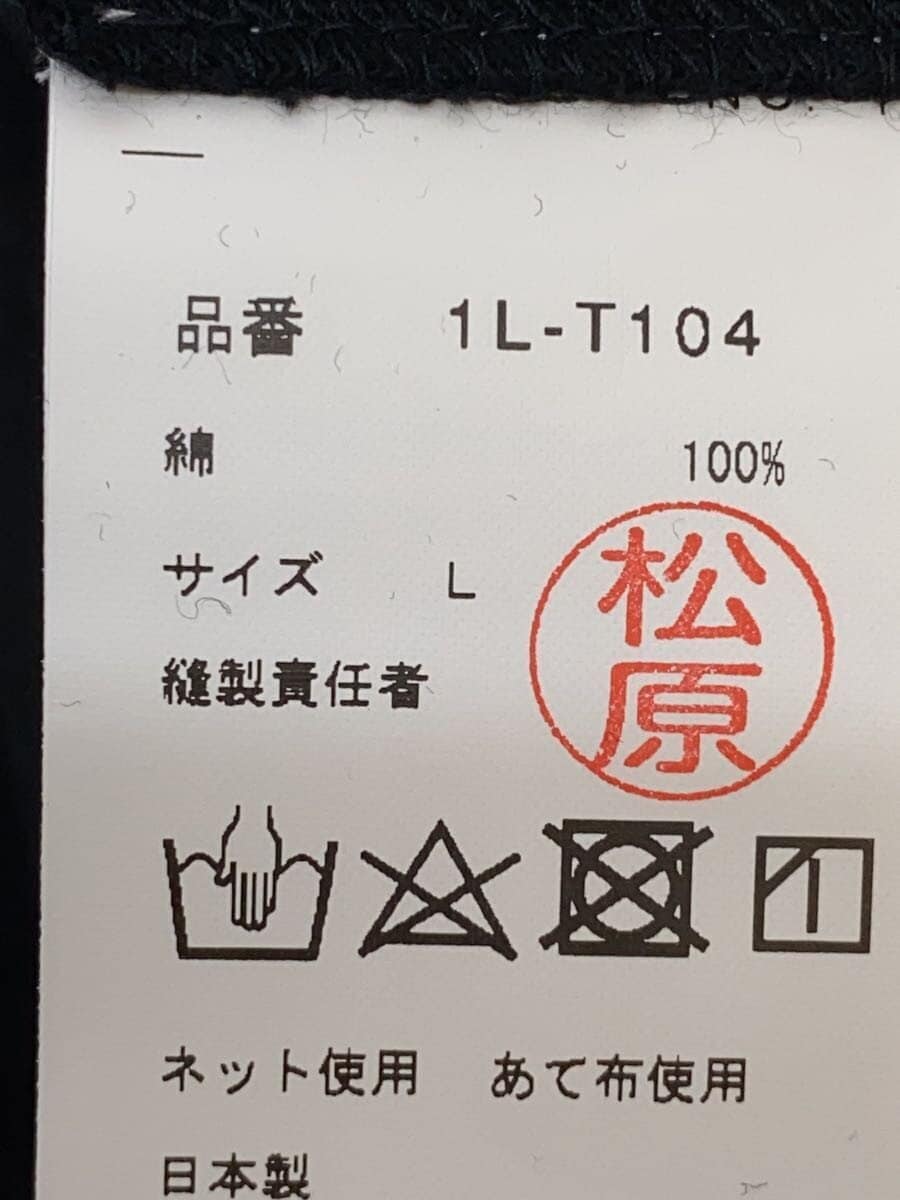 品番 1L-T104
綿 100%
サイズ L
縫製責任者
松原
ネット使用 あて布使用
日本製